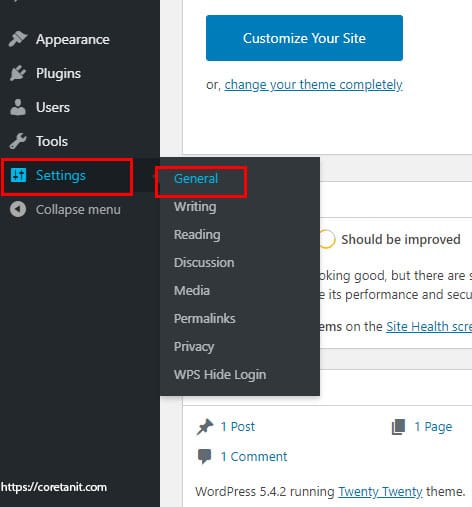 Appearance
Plugins
Users
Tools
Settings
Collapse menu
General
Writing
Reading
Discussion
Media
Permalinks
Privacy
WPS Hide Login
Customize Your Site
or, change your theme completely
Should be improved
oking good, but there are s
e its performance and secu
ems on the Site Health scre
1 Post
1 Page
1 Comment
WordPress 5.4.2 running Twenty Twenty theme.
https://coretanit.com